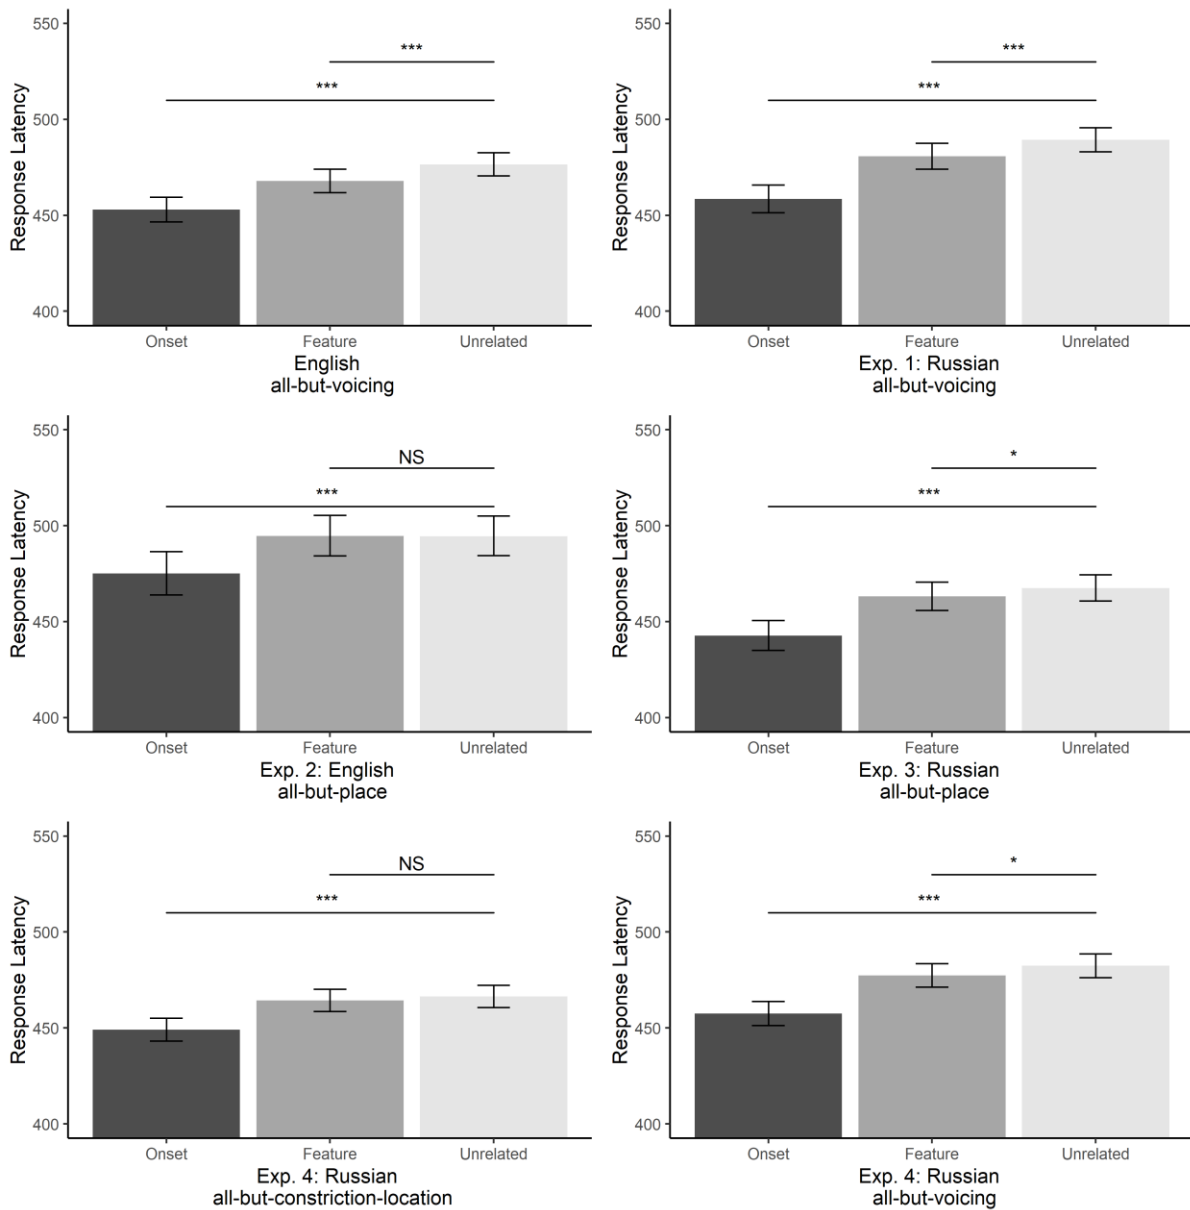 550
500
450
400
Response Latency
***
***
Onset
Feature
Unrelated
English
all-but-voicing
550
500
450
400
Response Latency
***
***
Onset
Feature
Unrelated
Exp. 1: Russian
all-but-voicing
550
500
450
400
Response Latency
NS
***
Onset
Feature
Unrelated
Exp. 2: English
all-but-place
550
500
450
400
Response Latency
*
***
Onset
Feature
Unrelated
Exp. 3: Russian
all-but-place
550
500
450
400
Response Latency
NS
***
Onset
Feature
Unrelated
Exp. 4: Russian
all-but-constriction-location
550
500
450
400
Response Latency
*
***
Onset
Feature
Unrelated
Exp. 4: Russian
all-but-voicing